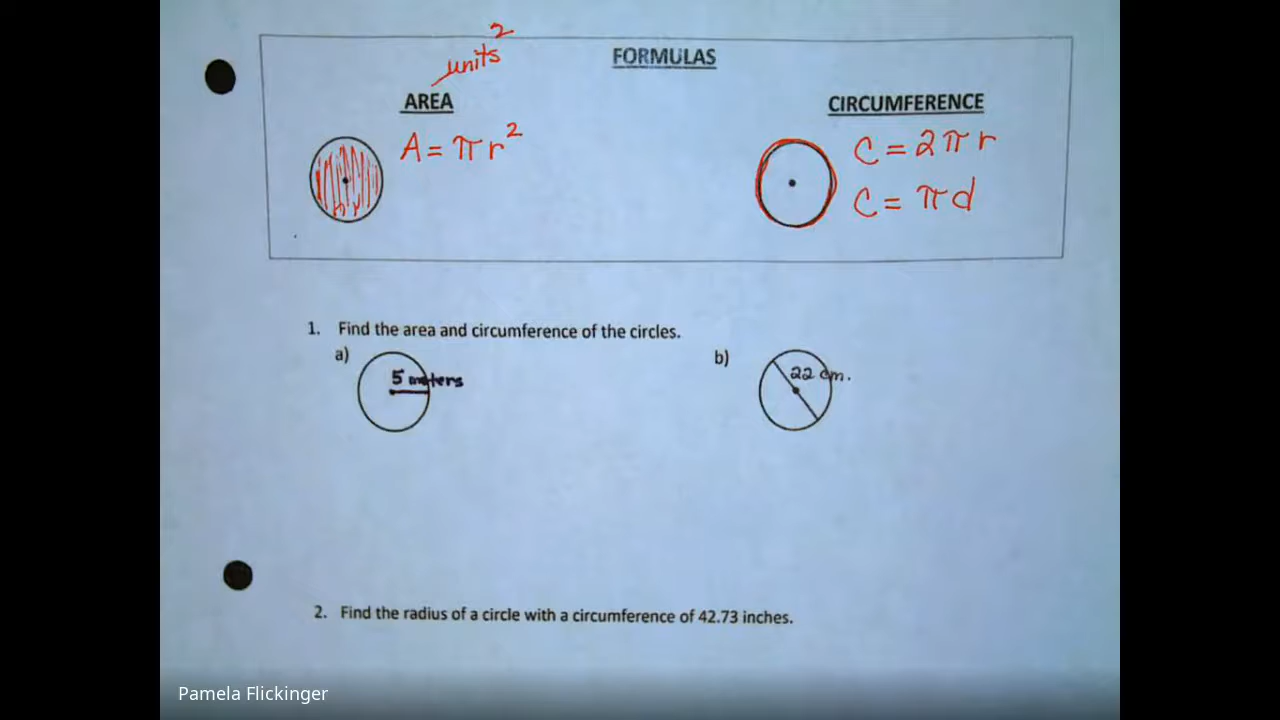 FORMULAS
units²
AREA
A = πr²
CIRCUMFERENCE
C = 2πr
C = πd
1. Find the area and circumference of the circles.
a)
5 meters
b)
22 cm.
2. Find the radius of a circle with a circumference of 42.73 inches.
Pamela Flickinger